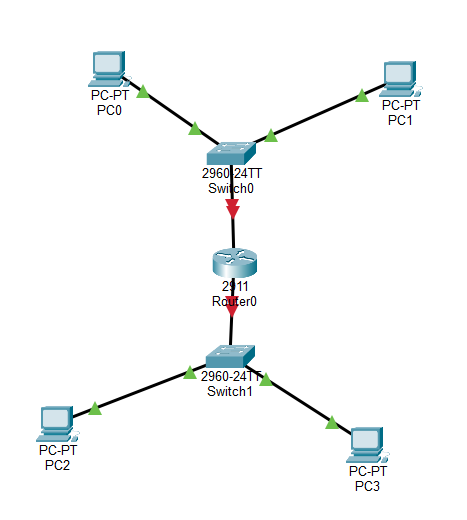 PC-PT
PC0
PC-PT
PC1
2960-24TT
Switch0
2911
Router0
2960-24TT
Switch1
PC-PT
PC2
PC-PT
PC3